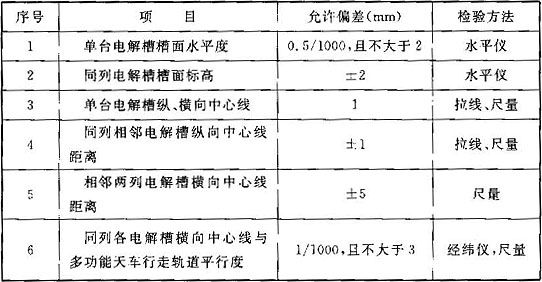 序号 项 目 允许偏差(mm) 检验方法
1 单台电解槽槽面水平度 0.5/1000,且不大于2 水平仪
2 同列电解槽槽面标高 ±2 水平仪
3 单台电解槽纵、横向中心线 1 拉线、尺量
4 同列相邻电解槽纵向中心线 ±1 拉线、尺量
距离
5 相邻两列电解槽横向中心线 ±5 尺量
距离
6 同列各电解槽横向中心线与 1/1000,且不大于3 经纬仪,尺量
多功能天车行走轨道平行度